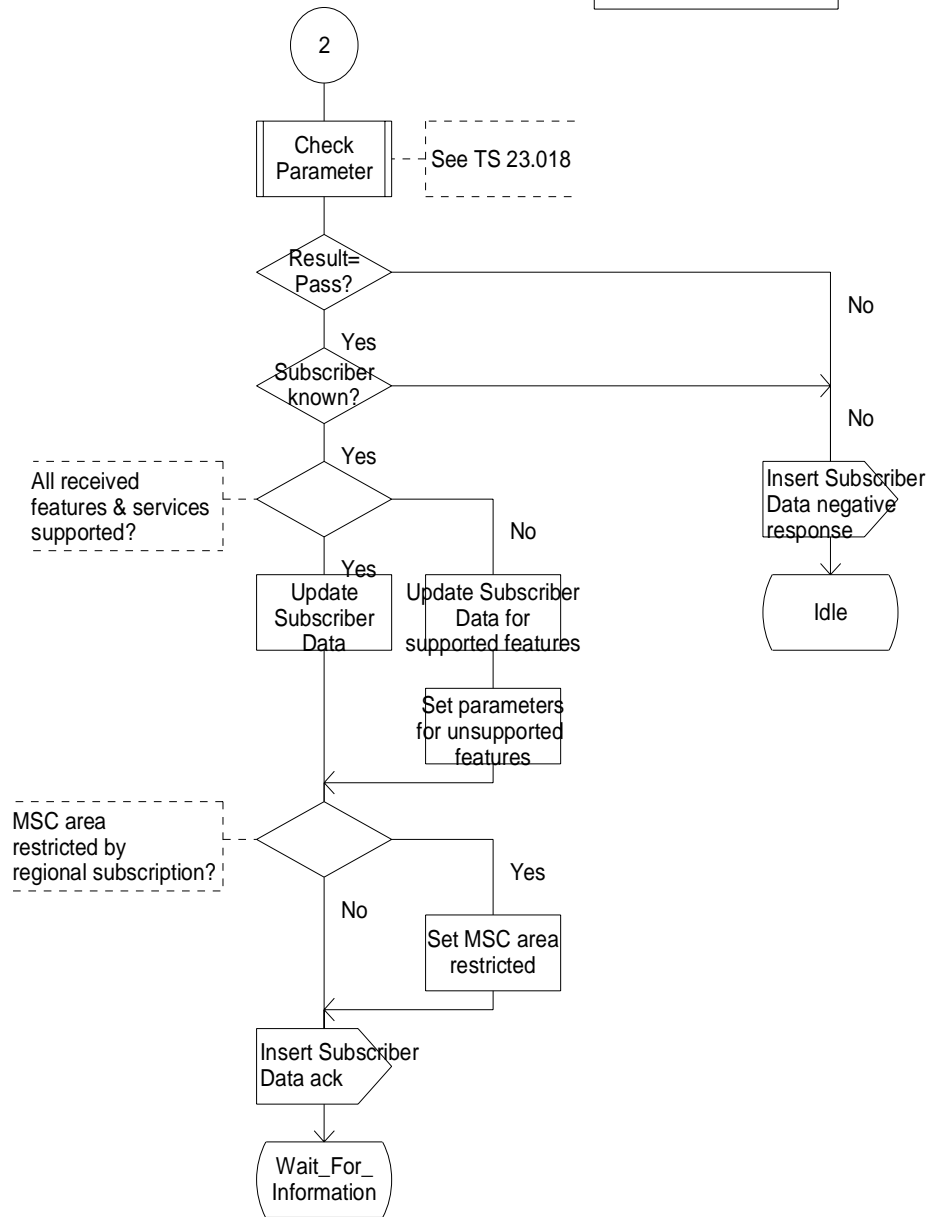 2
Check
Parameter
See TS 23.018
Result=
Pass?
No
Yes
Subscriber
known?
No
Yes
All received
features & services
supported?
Insert Subscriber
Data negative
response
No
Yes
Update
Subscriber
Data
Update Subscriber
Data for
supported features
Idle
Set parameters
for unsupported
features
MSC area
restricted by
regional subscription?
Yes
No
Set MSC area
restricted
Insert Subscriber
Data ack
Wait_For_
Information